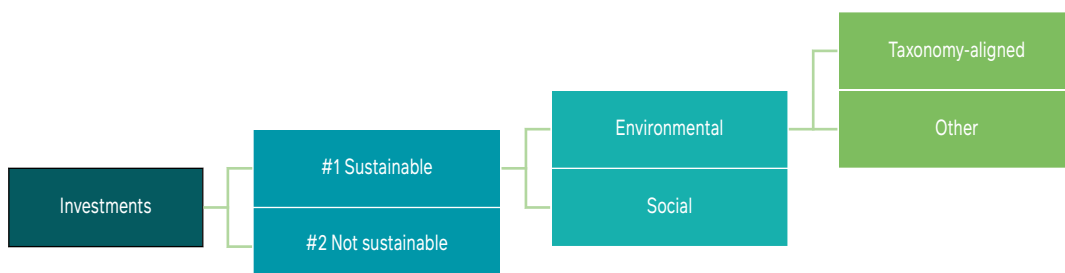 Investments
#1 Sustainable
#2 Not sustainable
Environmental
Social
Taxonomy-aligned
Other